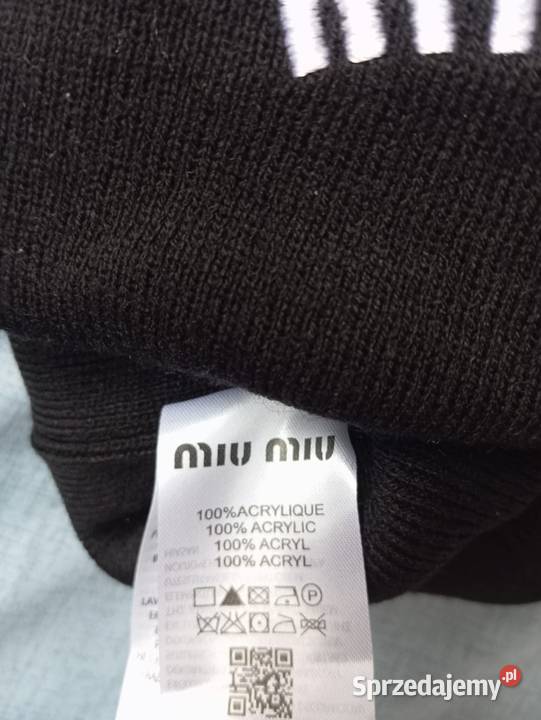 miu miu
100%ACRYLIQUE
100% ACRYLIC
100% ACRYL
100% ACRYL
P
Sprzedajemy.pl